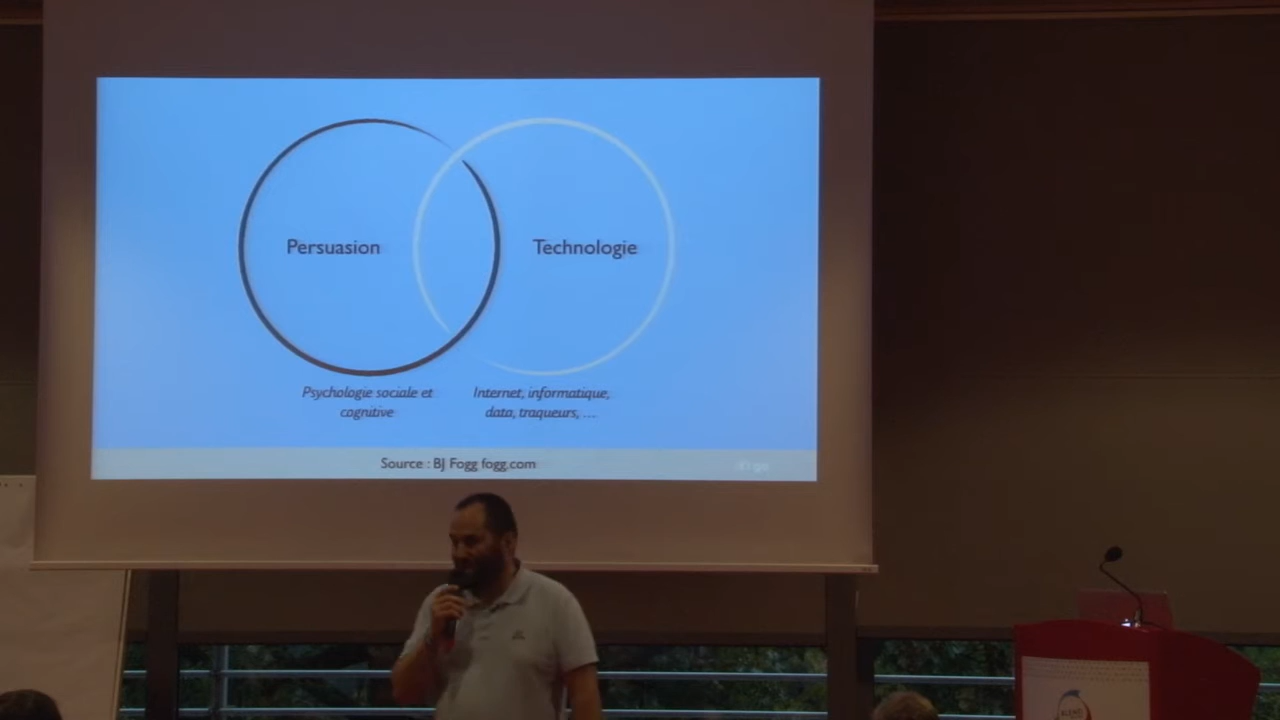 Persuasion
Technologie
Psychologie sociale et
cognitive
Internet, informatique,
data, traqueurs, ...
Source : BJ Fogg fogg.com